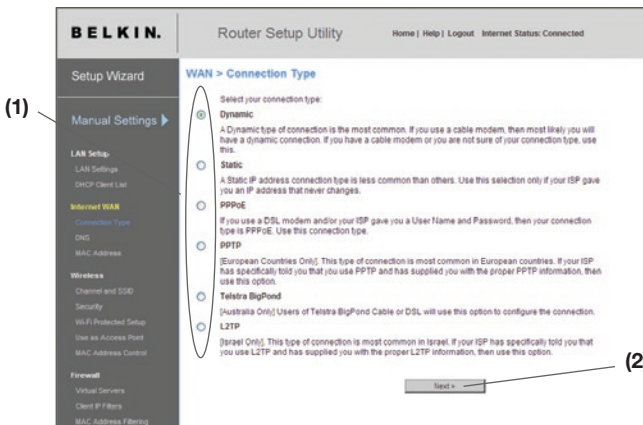 BELKIN.
Router Setup Utility
Home | Help | Logout Internet Status: Connected
Setup Wizard
Manual Settings
LAN Setup
LAN Settings
DHCP Client List
Internet WAN
Connection Type
DNS
MAC Address
Wireless
Channel and SSID
Security
Wi-Fi Protected Setup
Use as Access Point
MAC Address Control
Firewall
Virtual Servers
Client IP Filters
MAC Address Filtering
WAN > Connection Type
Select your connection type:
Dynamic
A Dynamic type of connection is the most common. If you use a cable modem, then most likely you will
have a dynamic connection. If you have a cable modem or you are not sure of your connection type, use
this.
Static
A Static IP address connection type is less common than others. Use this selection only if your ISP gave
you an IP address that never changes.
PPPoE
If you use a DSL modem and/or your ISP gave you a User Name and Password, then your connection
type is PPPoE. Use this connection type.
PPTP
[European Countries Only]. This type of connection is most common in European countries. If your ISP
has specifically told you that you use PPTP and has supplied you with the proper PPTP information, then
use this option.
Telstra BigPond
[Australia Only] Users of Telstra BigPond Cable or DSL will use this option to configure the connection.
L2TP
[Israel Only]. This type of connection is most common in Israel. If your ISP has specifically told you that
you use L2TP and has supplied you with the proper L2TP information, then use this option.
Next >
(1)
(2